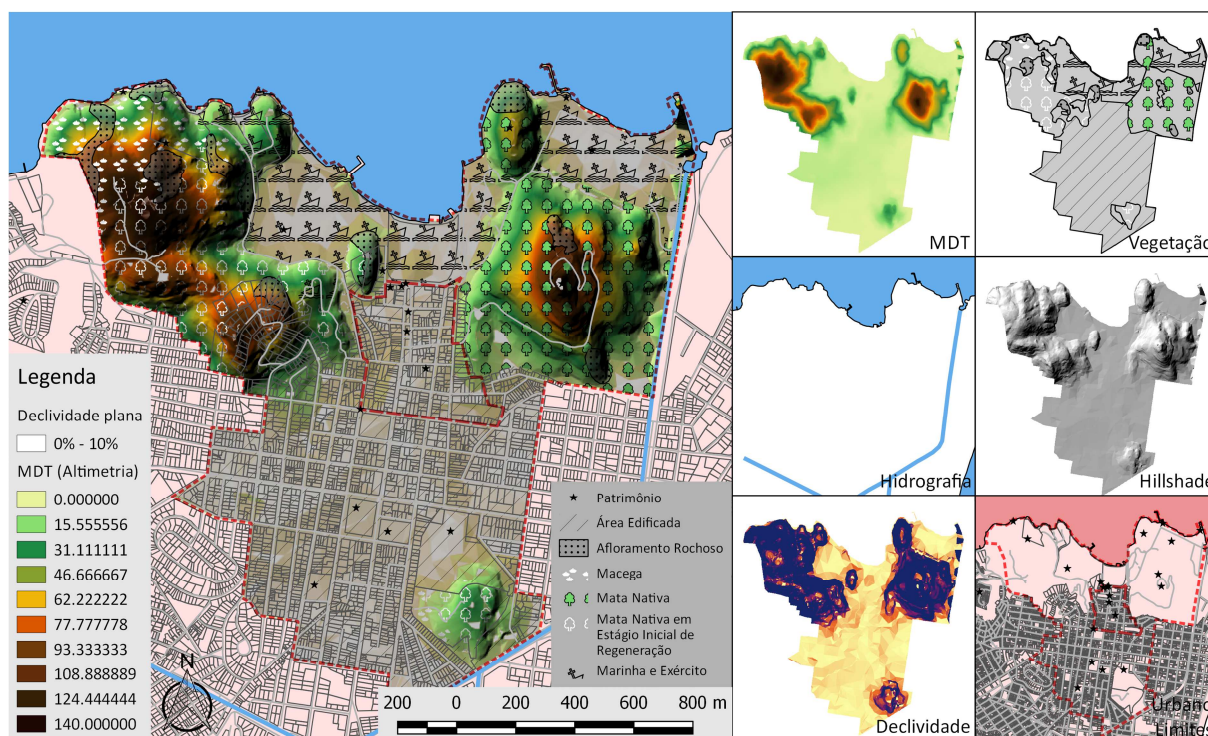 Legenda
Declividade plana
0% - 10%
MDT (Altimetria)
0.000000
15.555556
31.111111
46.666667
62.222222
77.777778
93.333333
108.888889
124.444444
140.000000
N
Patrimônio
Área Edificada
Afloramento Rochoso
Macega
Mata Nativa
Mata Nativa em
Estágio Inicial de
Regeneração
Marinha e Exército
200 0 200 400 600 800 m
MDT
Vegetação
Hidrografia
Hillshade
Declividade
Urbano
Limites